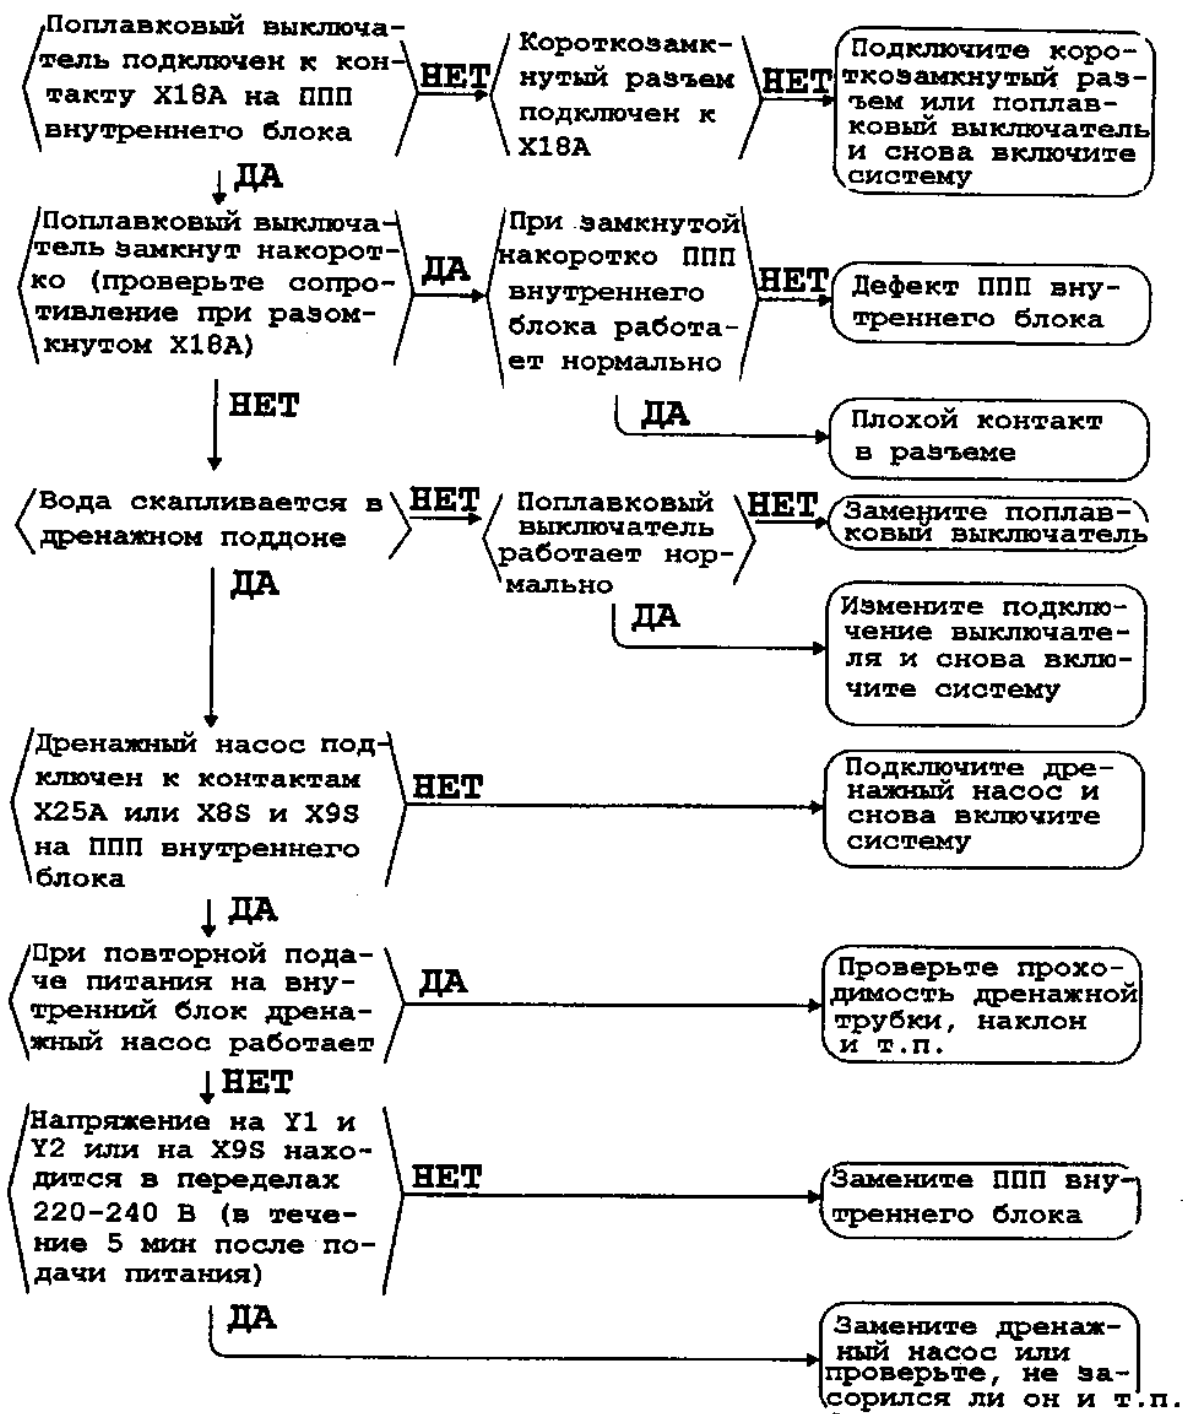 Поплавковый выключа-
тель подключен к кон-
такту X18A на ППП
внутреннего блока
НЕТ
Короткозамк-
нутый разъем
подключен к
X18A
НЕТ
Подключите коро-
ткозамкнутый раз-
ъем или поплав-
ковый выключатель
и снова включите
систему
ДА
Поплавковый выключа-
тель замкнут накорот-
ко (проверьте сопро-
тивление при разом-
кнутом X18A)
ДА
При замкнутой
накоротко ППП
внутреннего
блока работа-
ет нормально
НЕТ
Дефект ППП вну-
треннего блока
НЕТ
ДА
Плохой контакт
в разъеме
Вода скапливается в
дренажном поддоне
НЕТ
Поплавковый
выключатель
работает нор-
мально
НЕТ
Замените поплав-
ковый выключатель
ДА
ДА
Измените подклю-
чение выключате-
ля и снова вклю-
чите систему
Дренажный насос под-
ключен к контактам
X25A или X8S и X9S
на ППП внутреннего
блока
НЕТ
Подключите дре-
нажный насос и
снова включите
систему
ДА
При повторной пода-
че питания на вну-
тренний блок дрена-
жный насос работает
ДА
Проверьте прохо-
димость дренажной
трубки, наклон
и т.п.
НЕТ
Напряжение на Y1 и
Y2 или на X9S нахо-
дится в переделах
220-240 В (в тече-
ние 5 мин после по-
дачи питания)
НЕТ
Замените ППП вну-
треннего блока
ДА
Замените дренаж-
ный насос или
проверьте, не за-
сорился ли он и т.п.